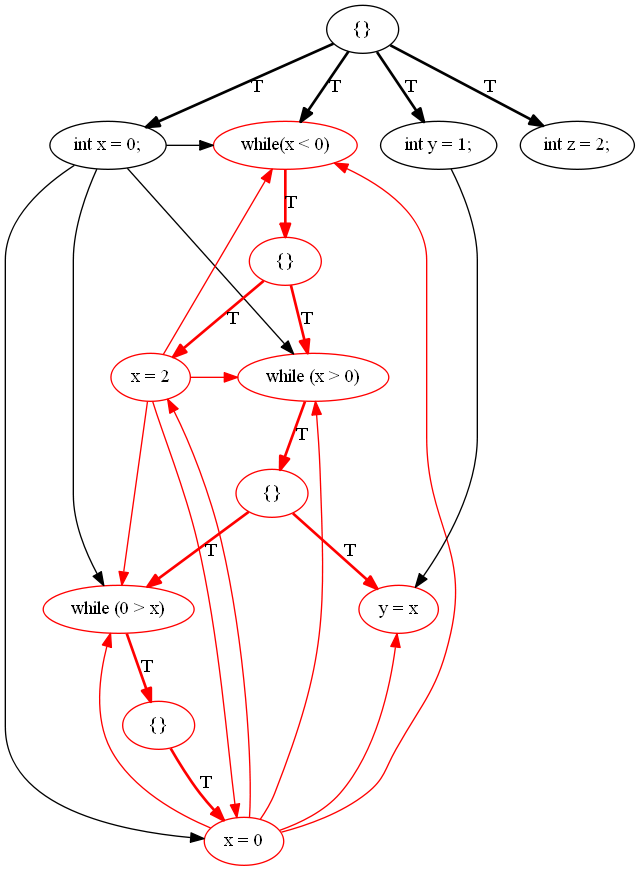 {}
T
T
T
T
int x = 0;
while(x < 0)
int y = 1;
int z = 2;
T
{}
T
T
x = 2
while (x > 0)
T
{}
T
T
while (0 > x)
y = x
T
{}
T
x = 0